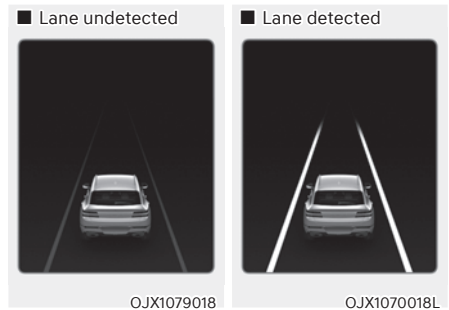 ■ Lane undetected
■ Lane detected
OJX1079018
OJX1070018L